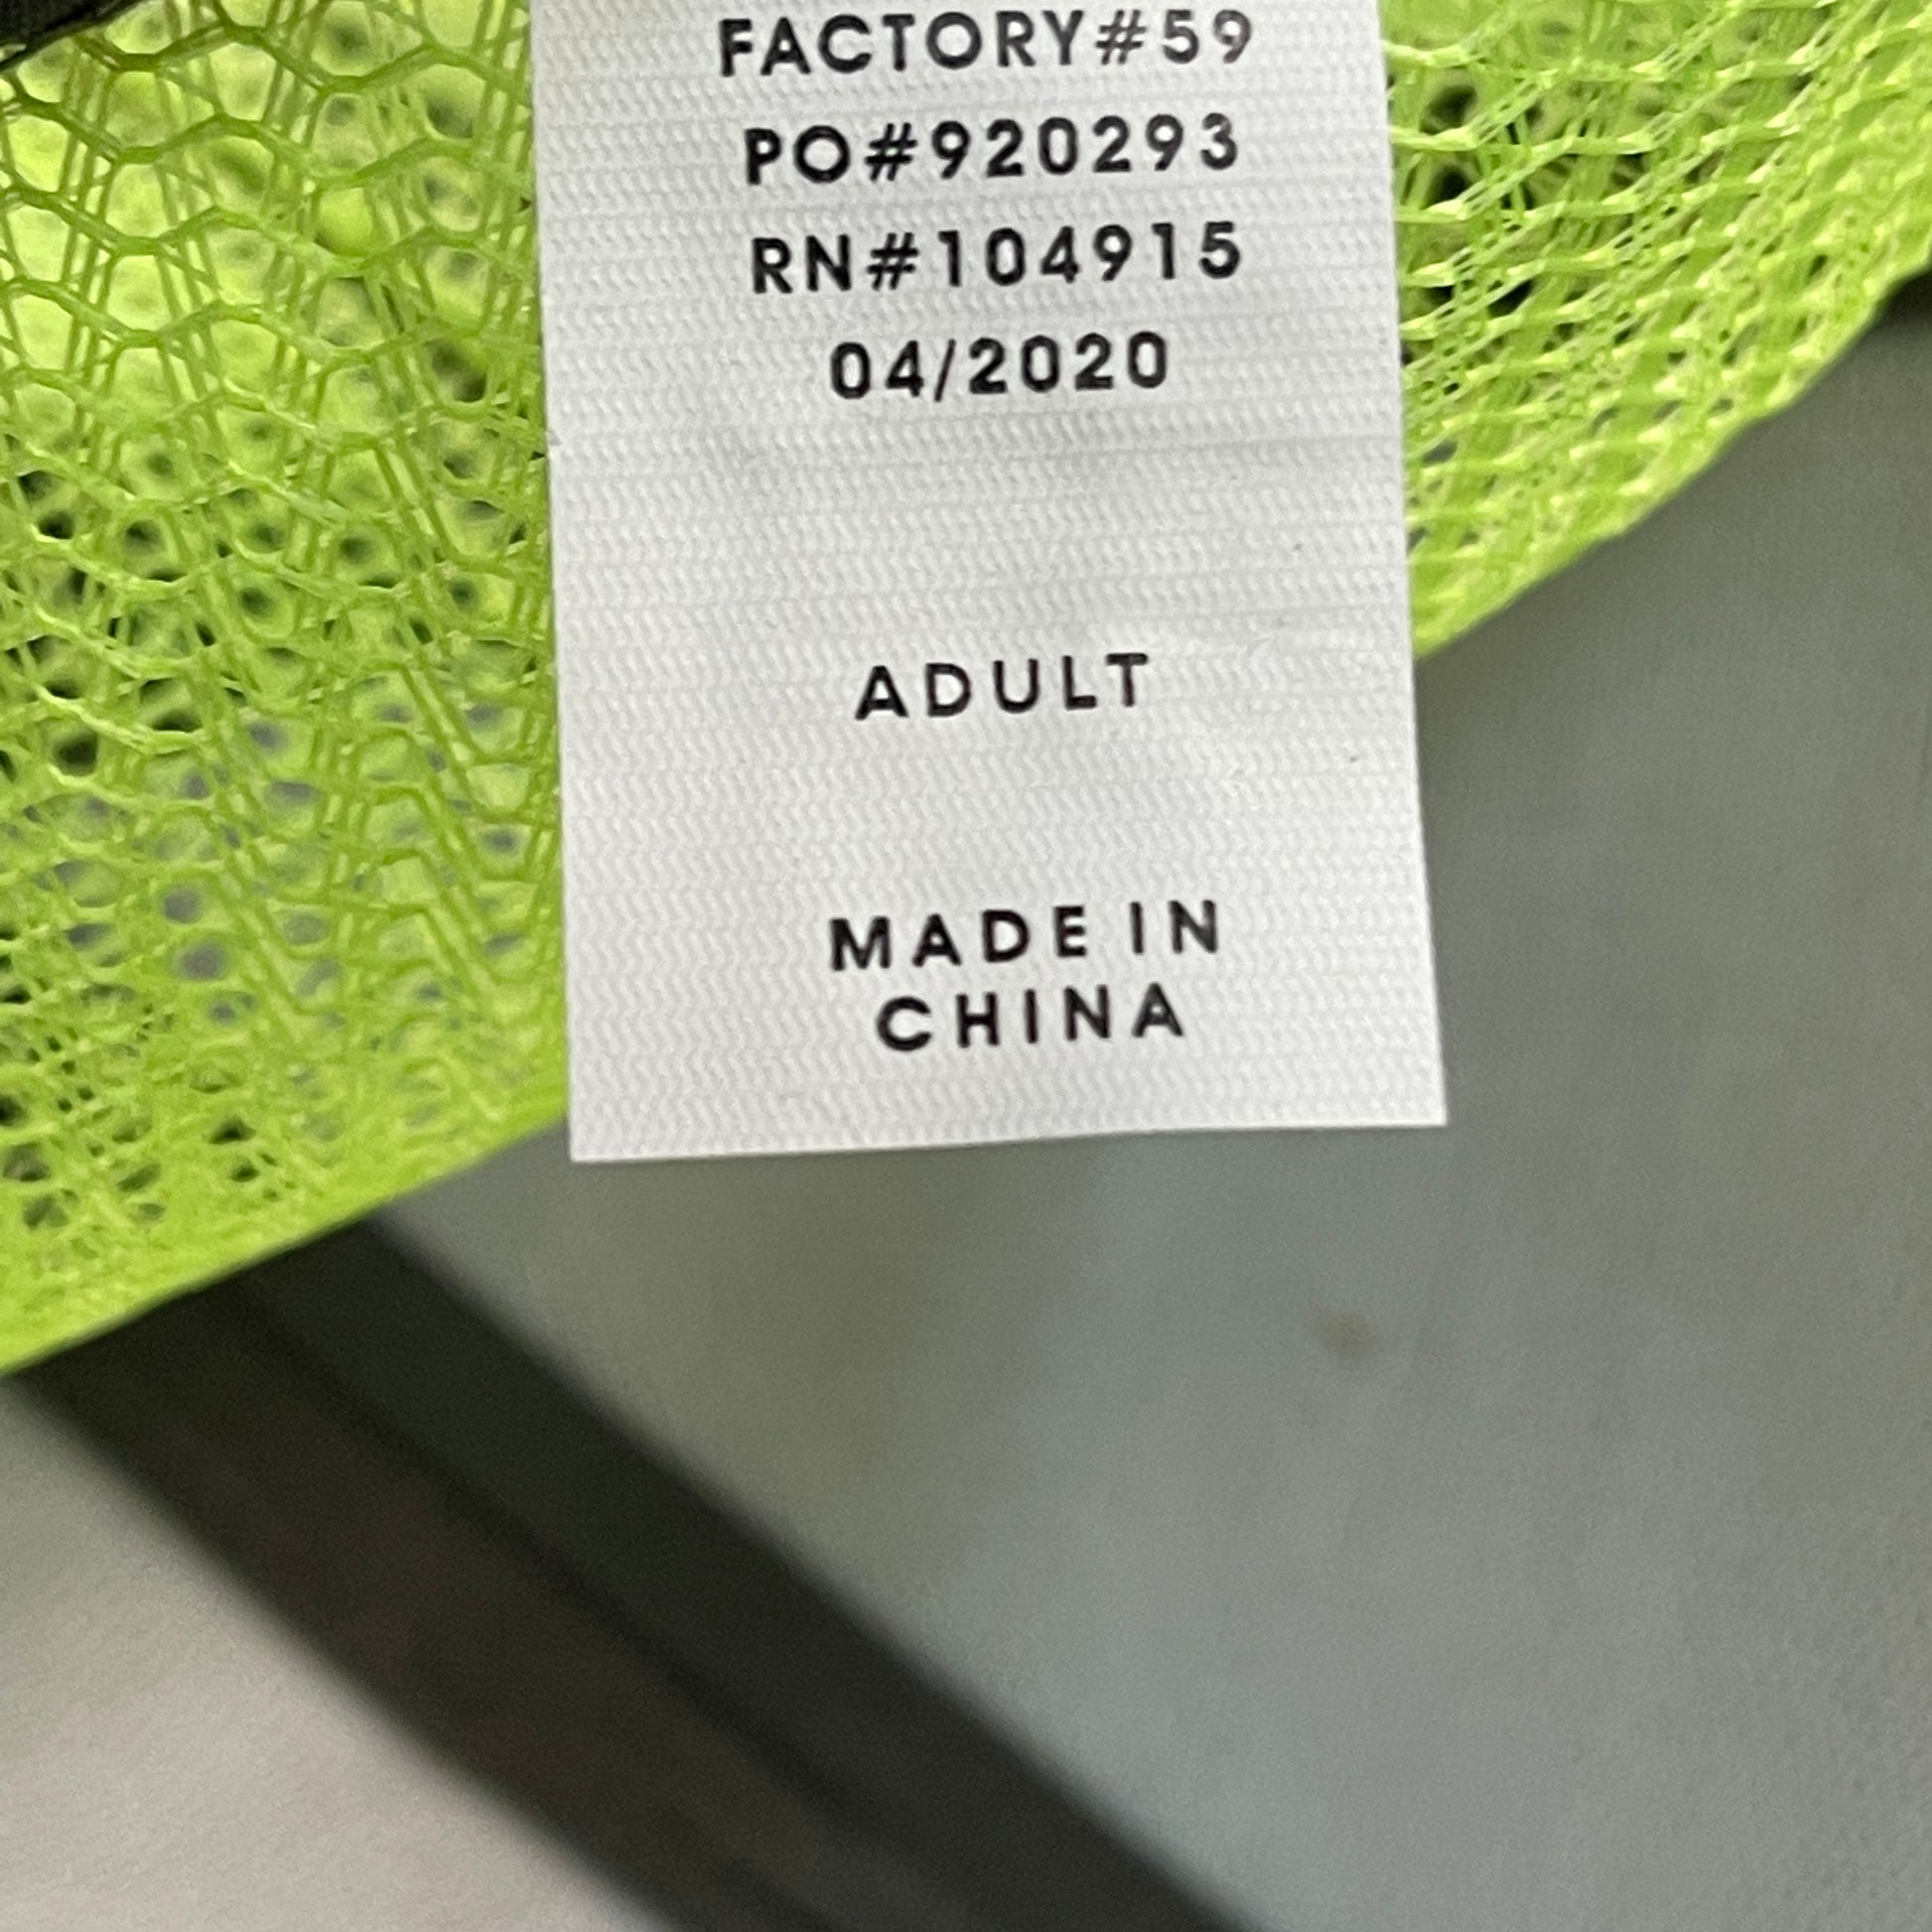 FACTORY#59
PO#920293
RN#104915
04/2020
ADULT
MADE IN
CHINA